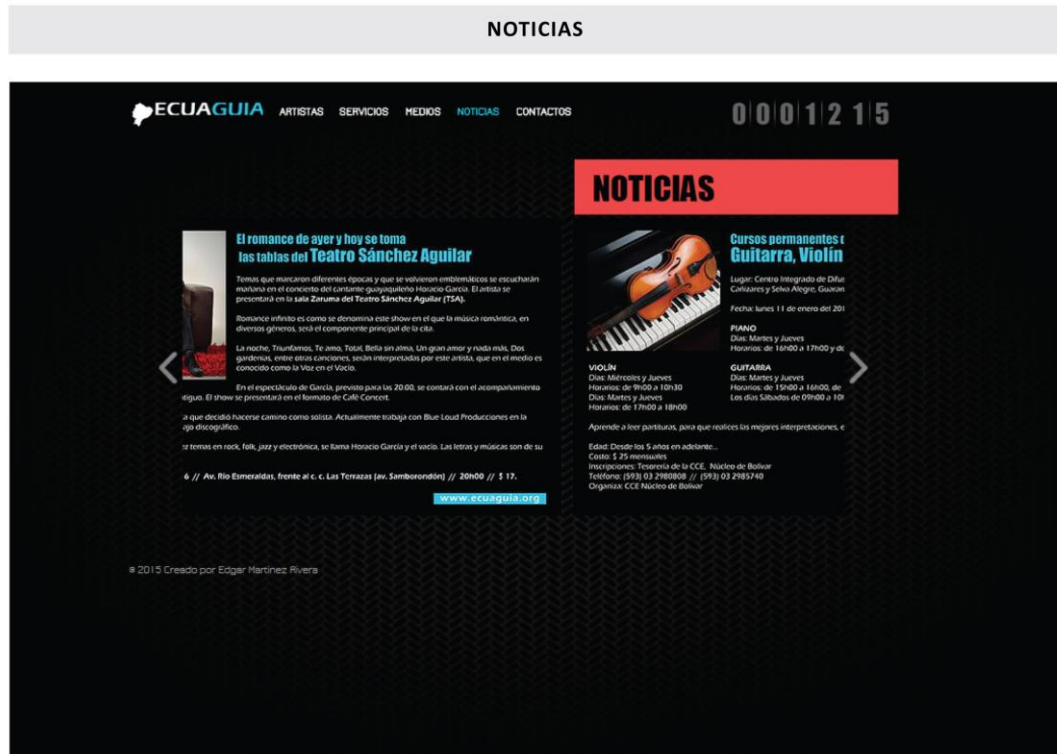 NOTICIAS
ECUAGUIA ARTISTAS SERVICIOS MEDIOS NOTICIAS CONTACTOS
0001215
NOTICIAS
El romance de ayer y hoy se toma
las tablas del Teatro Sánchez Aguilar
Temas que marcaron diferentes épocas y que se volvieron emblemáticos se escucharán
mañana en el concierto del cantante guayaquileño Horacio García. El artista se
presentará en la sala Zaruma del Teatro Sánchez Aguilar (TSA).
Romance infinito es como se denomina este show en el que la música romántica, en
diversos géneros, será el componente principal de la cita.
La noche, Triunfamos, Te amo, Total, Bella sin alma, Un gran amor y nada más, Dos
gardenias, entre otras canciones, serán interpretadas por este artista, que en el medio es
conocido como la Voz en el Vacío.
En el espectáculo de García, previsto para las 20:00, se contará con el acompañamiento
tiguo. El show se presentará en el formato de Café Concert.
a que decidió hacerse camino como solista. Actualmente trabaja con Blue Loud Producciones en la
ajo discográfico.
temas en rock, folk, jazz y electrónica, se llama Horacio García y el vacío. Las letras y músicas son de su
6 // Av. Río Esmeraldas, frente al c. c. Las Terrazas (av. Samborondón) // 20h00 // $ 17.
www.ecuaguia.org
Cursos permanentes
Guitarra, Violín
Lugar: Centro Integrado de Difus
Cañizares y Selva Alegre, Guaran
Fecha: lunes 11 de enero del 201
PIANO
Días: Martes y Jueves
Horarios: de 16h00 a 17h00 y de
VIOLÍN
Días: Miércoles y Jueves
Horarios: de 9h00 a 10h30
Días: Martes y Jueves
Horarios: de 17h00 a 18h00
GUITARRA
Días: Martes y Jueves
Horarios: de 15h00 a 16h00, de
Los días Sábados de 09h00 a 10h
Aprende a leer partituras, para que realices las mejores interpretaciones, e
Edad: Desde los 5 años en adelante...
Costo: $ 25 mensuales
Inscripciones: Tesorería de la CCE, Núcleo de Bolívar
Teléfono: (593) 03 2980808 // (593) 03 2985740
Organiza: CCE Núcleo de Bolívar
© 2015 Creado por Edgar Martínez Rivera